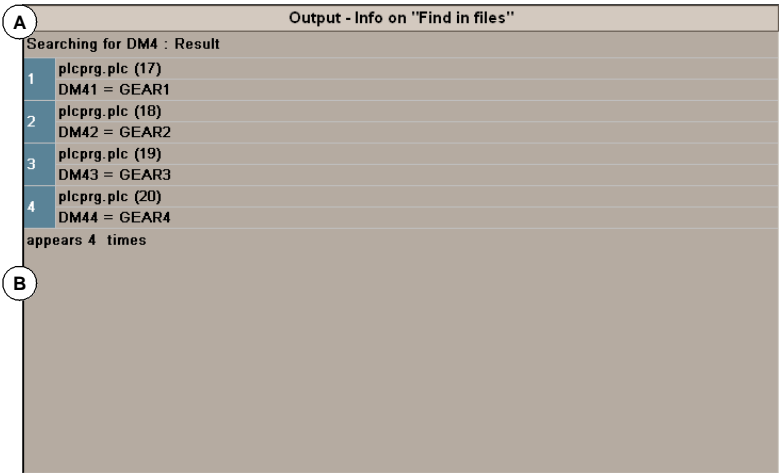 A
Output - Info on "Find in files"
Searching for DM4 : Result
1
plcprg.plc (17)
DM41 = GEAR1
2
plcprg.plc (18)
DM42 = GEAR2
3
plcprg.plc (19)
DM43 = GEAR3
4
plcprg.plc (20)
DM44 = GEAR4
appears 4 times
B